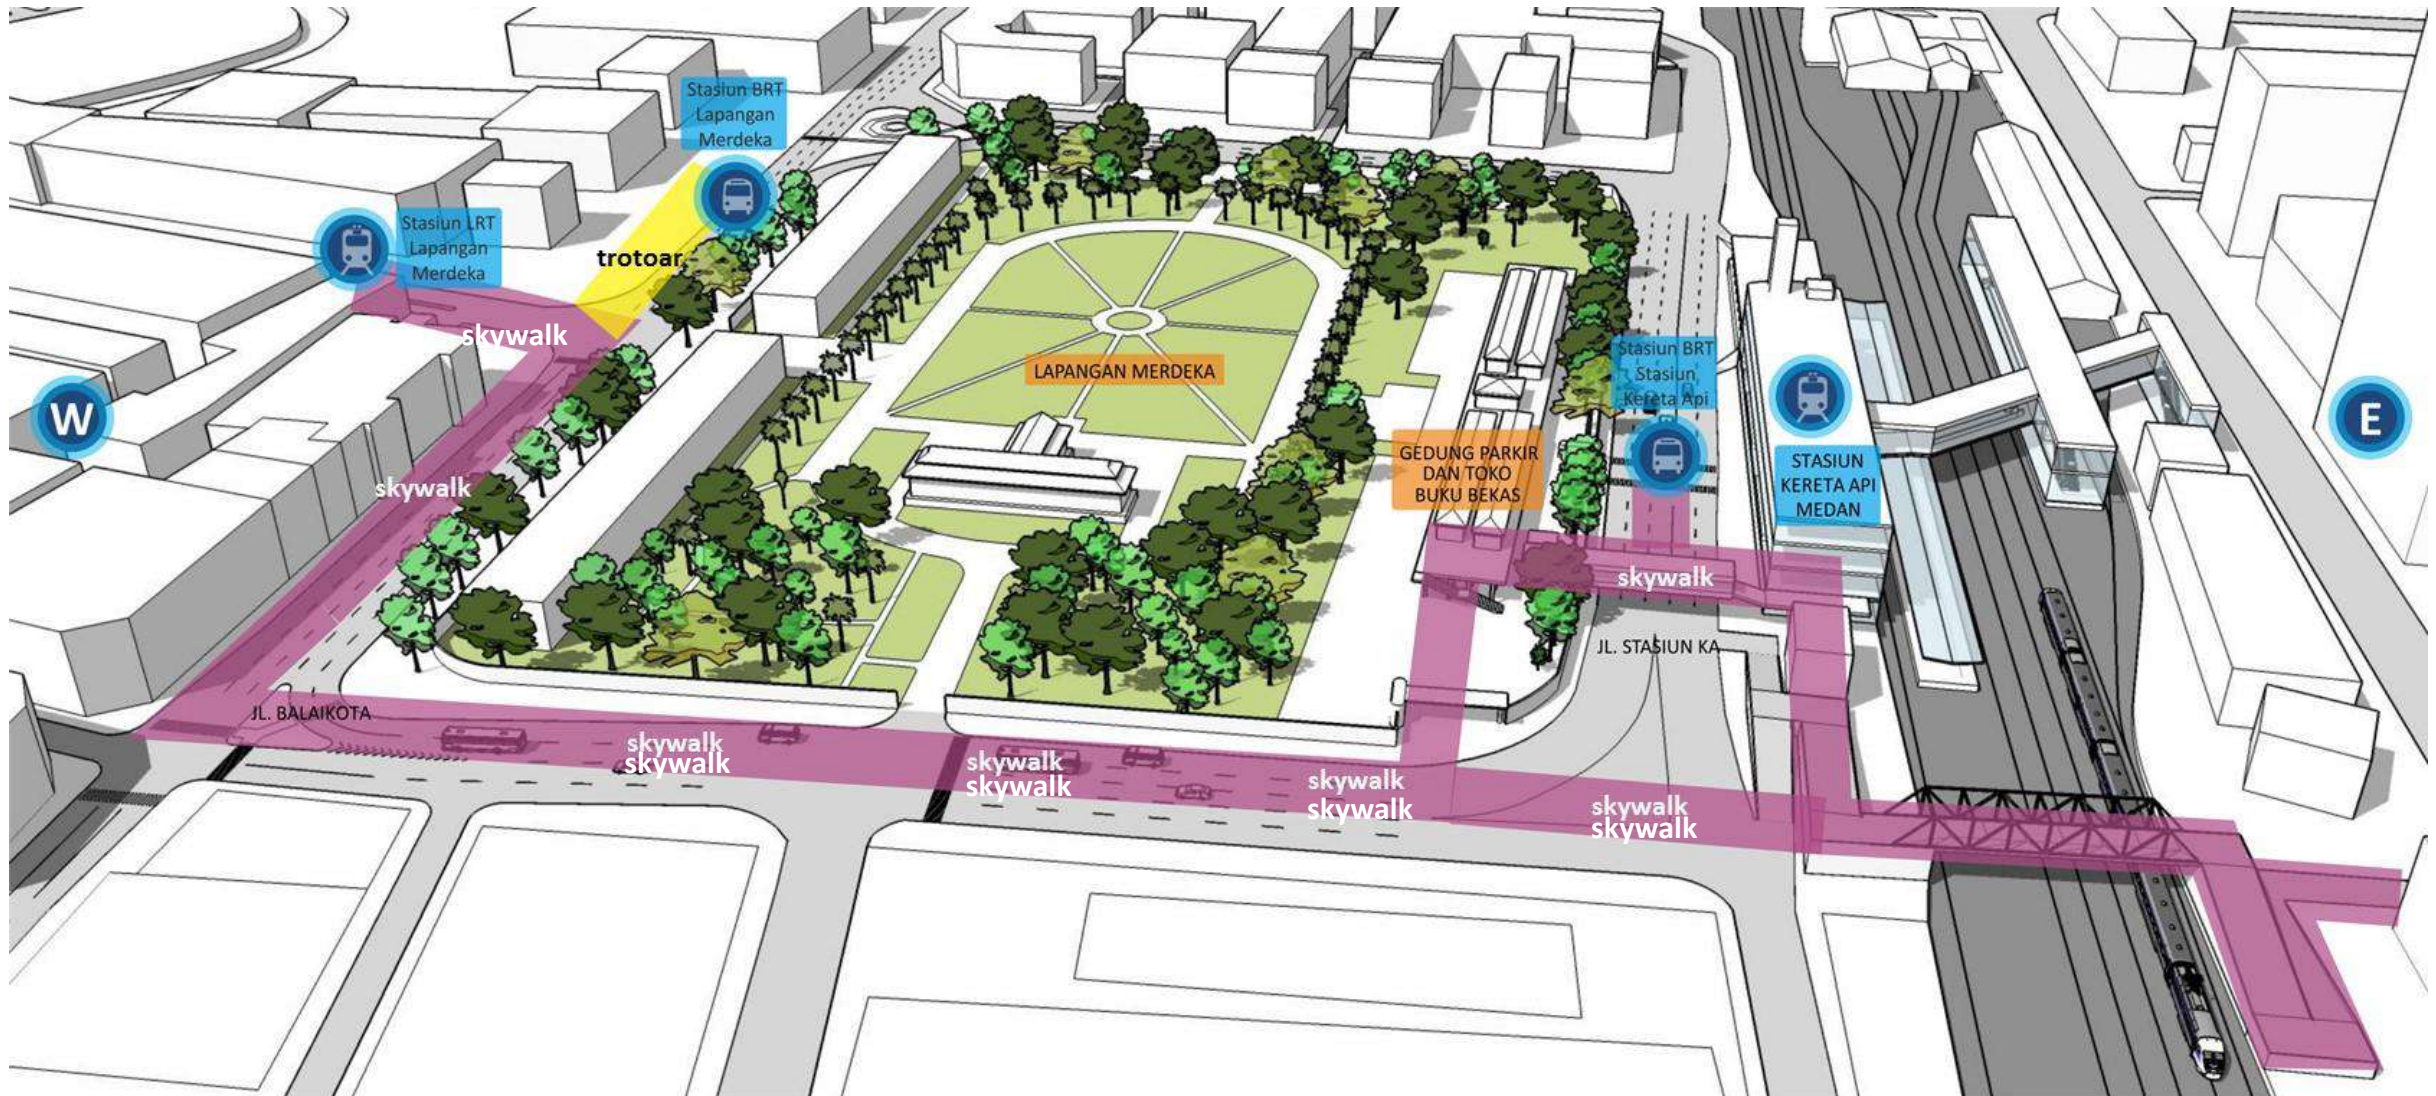 Stasiun BRT
Lapangan
Merdeka
Stasiun LRT
Lapangan
Merdeka
trotoar
skywalk
W
LAPANGAN MERDEKA
Stasiun BRT
Stasiun
Kereta Api
E
GEDUNG PARKIR
DAN TOKO
BUKU BEKAS
STASIUN
KERETA API
MEDAN
skywalk
skywalk
JL. STASIUN KA
JL. BALAIKOTA
skywalk
skywalk
skywalk
skywalk
skywalk
skywalk
skywalk
skywalk